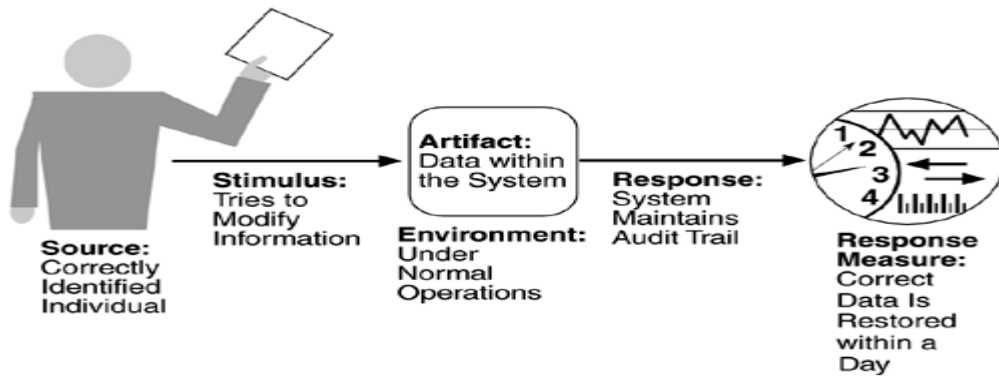 Source:
Correctly
Identified
Individual
Stimulus:
Tries to
Modify
Information
Artifact:
Data within
the System
Environment:
Under
Normal
Operations
Response:
System
Maintains
Audit Trail
1
2
3
4
Response
Measure:
Correct
Data Is
Restored
within a
Day